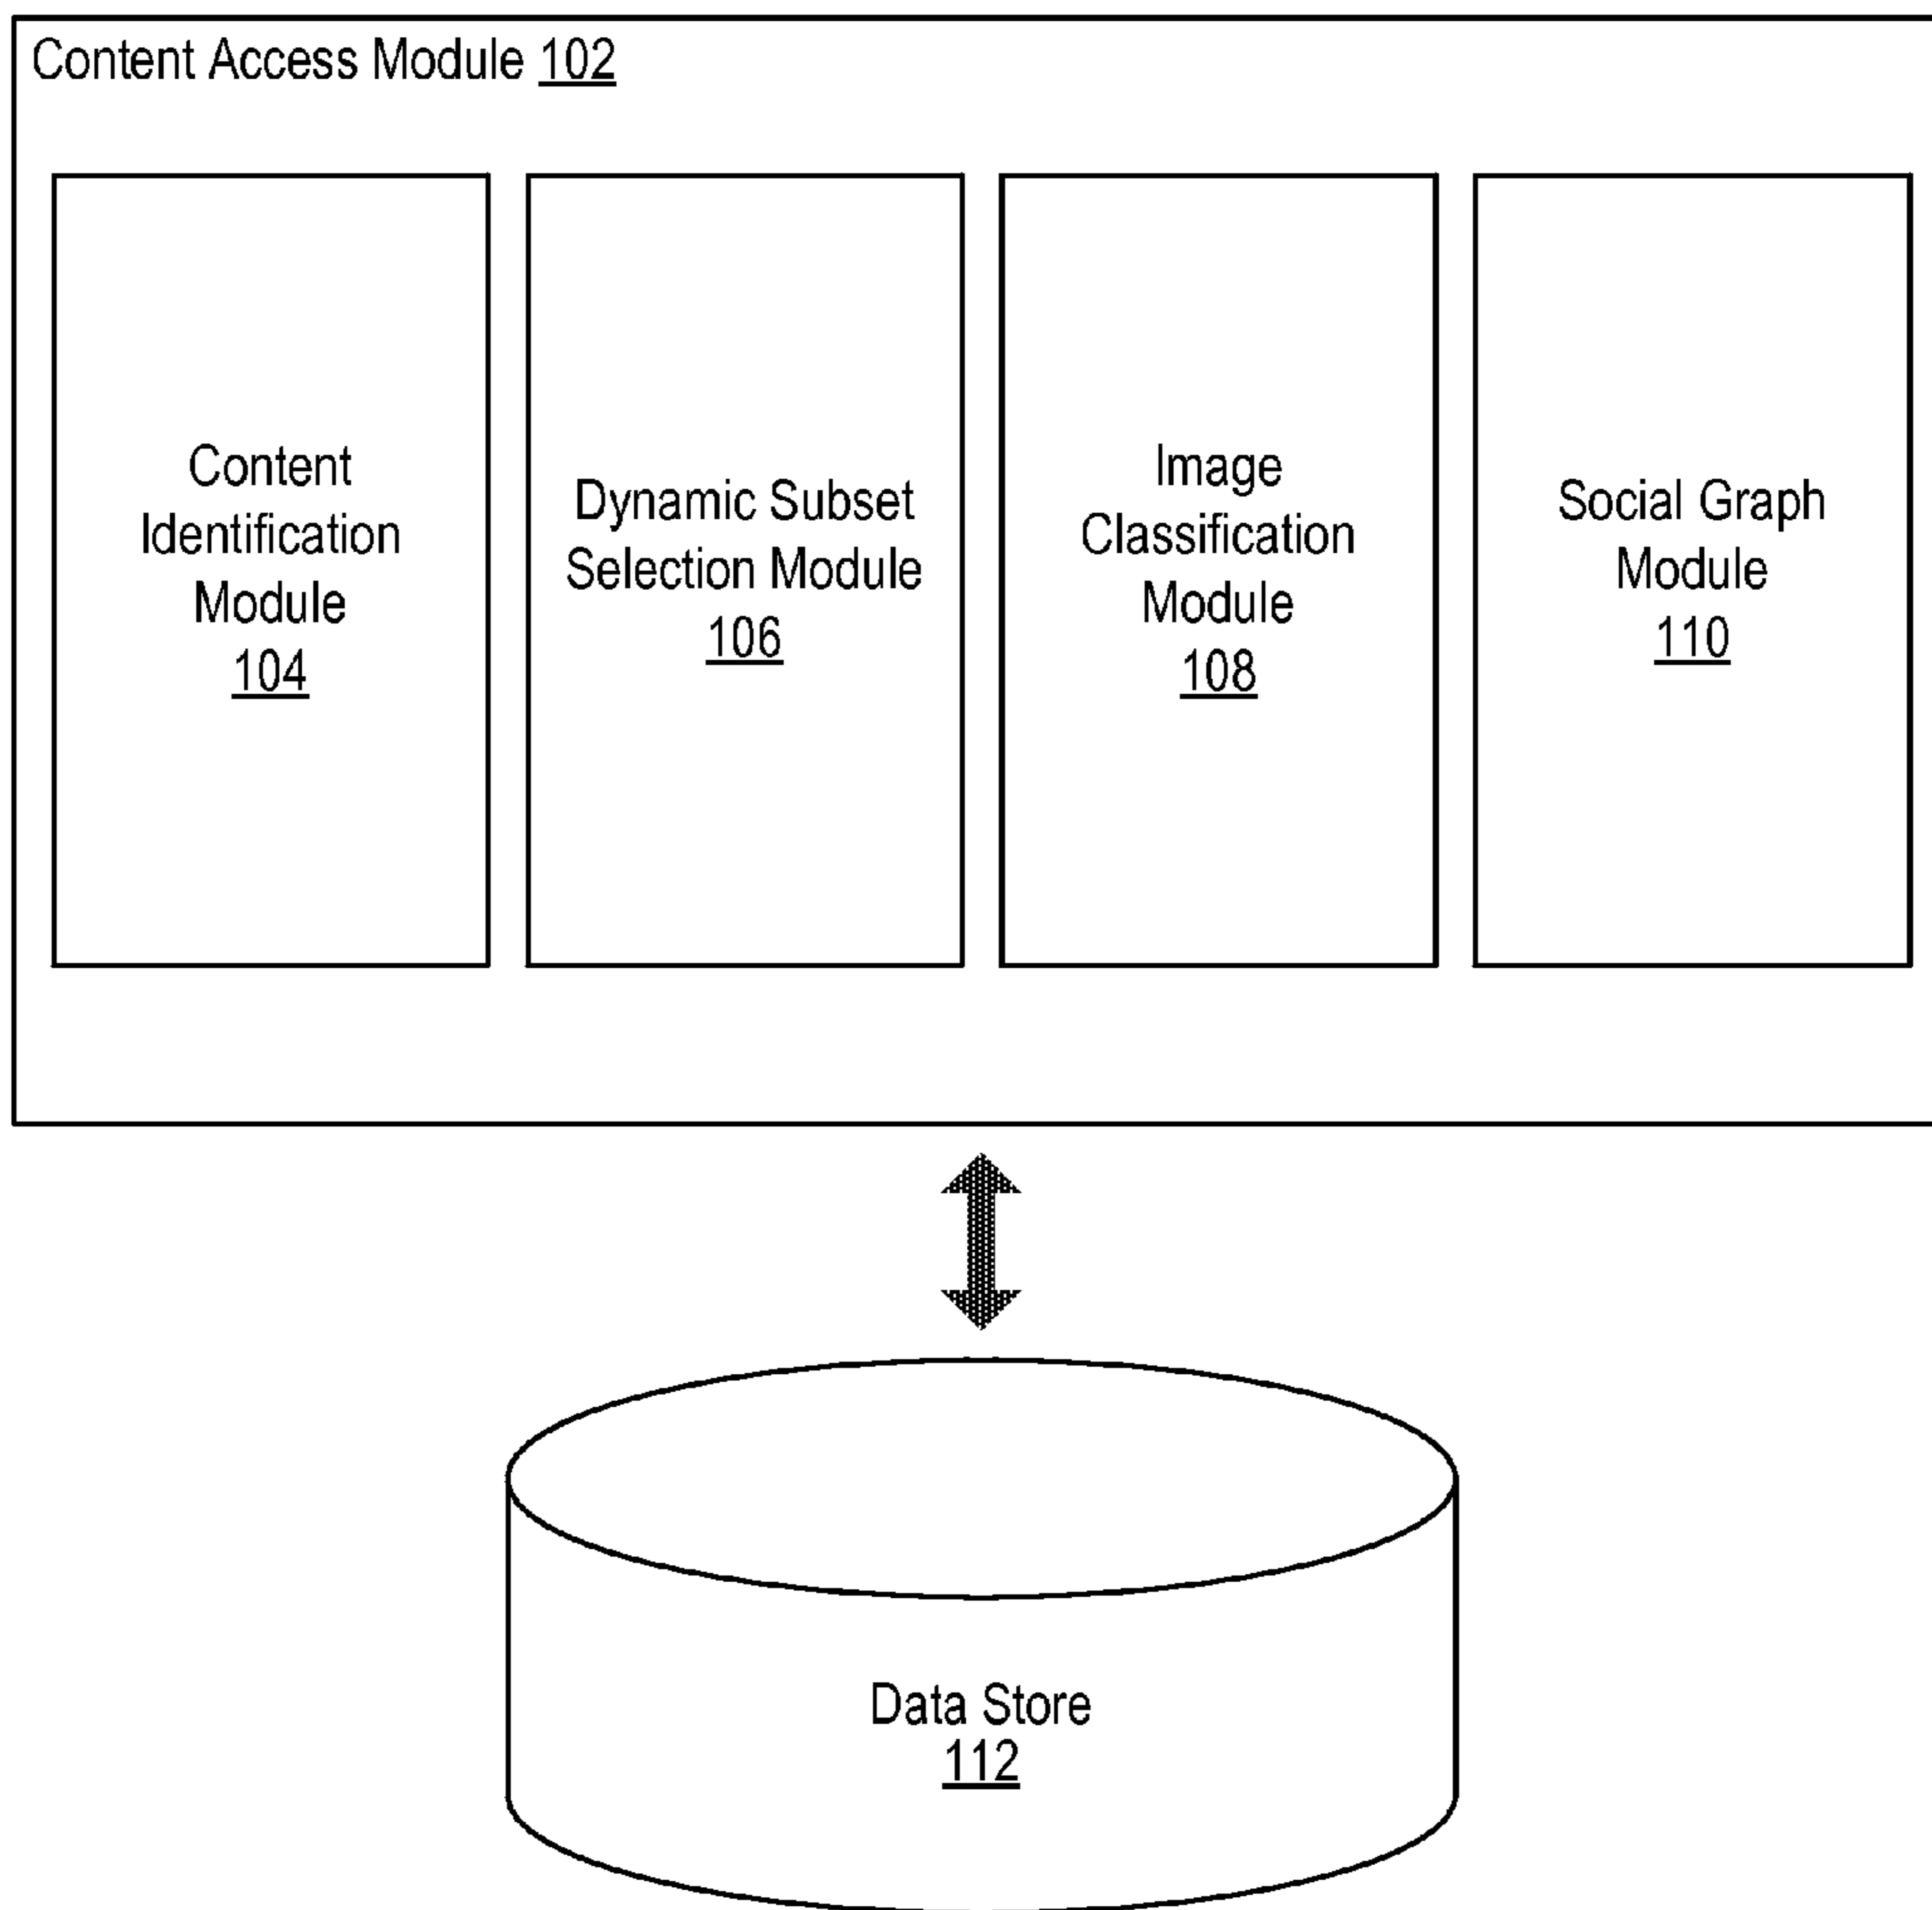 Content Access Module 102
Content
Identification
Module
104
Dynamic Subset
Selection Module
106
Image
Classification
Module
108
Social Graph
Module
110
Data Store
112